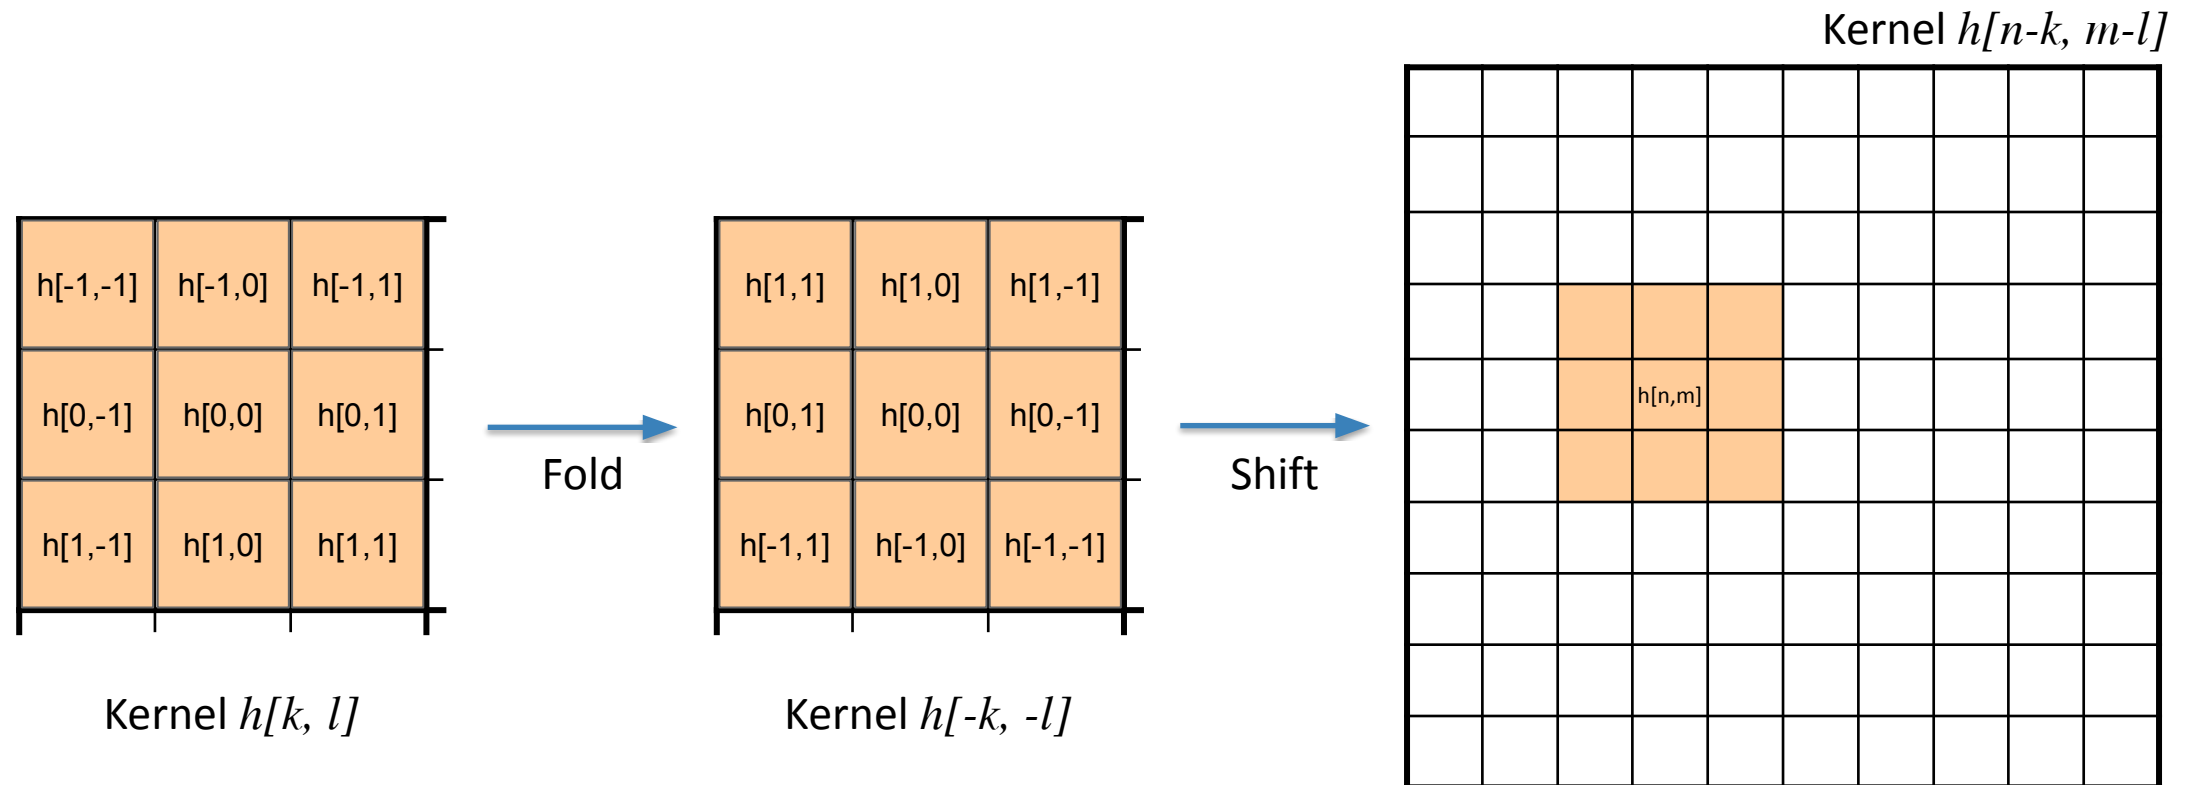 Kernel h[n-k, m-l]
h[-1,-1] h[-1,0] h[-1,1]
h[0,-1] h[0,0] h[0,1]
h[1,-1] h[1,0] h[1,1]
Kernel h[k, l]
Fold
h[1,1] h[1,0] h[1,-1]
h[0,1] h[0,0] h[0,-1]
h[-1,1] h[-1,0] h[-1,-1]
Kernel h[-k, -l]
Shift
h[n,m]